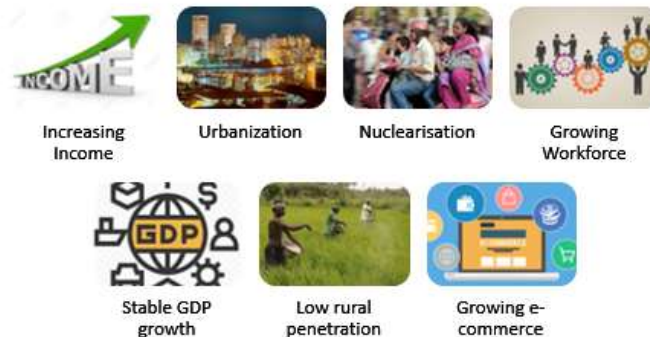 INCOME
Increasing
Income
Urbanization
Nuclearisation
Growing
Workforce
GDP
Stable GDP
growth
Low rural
penetration
Growing e-
commerce